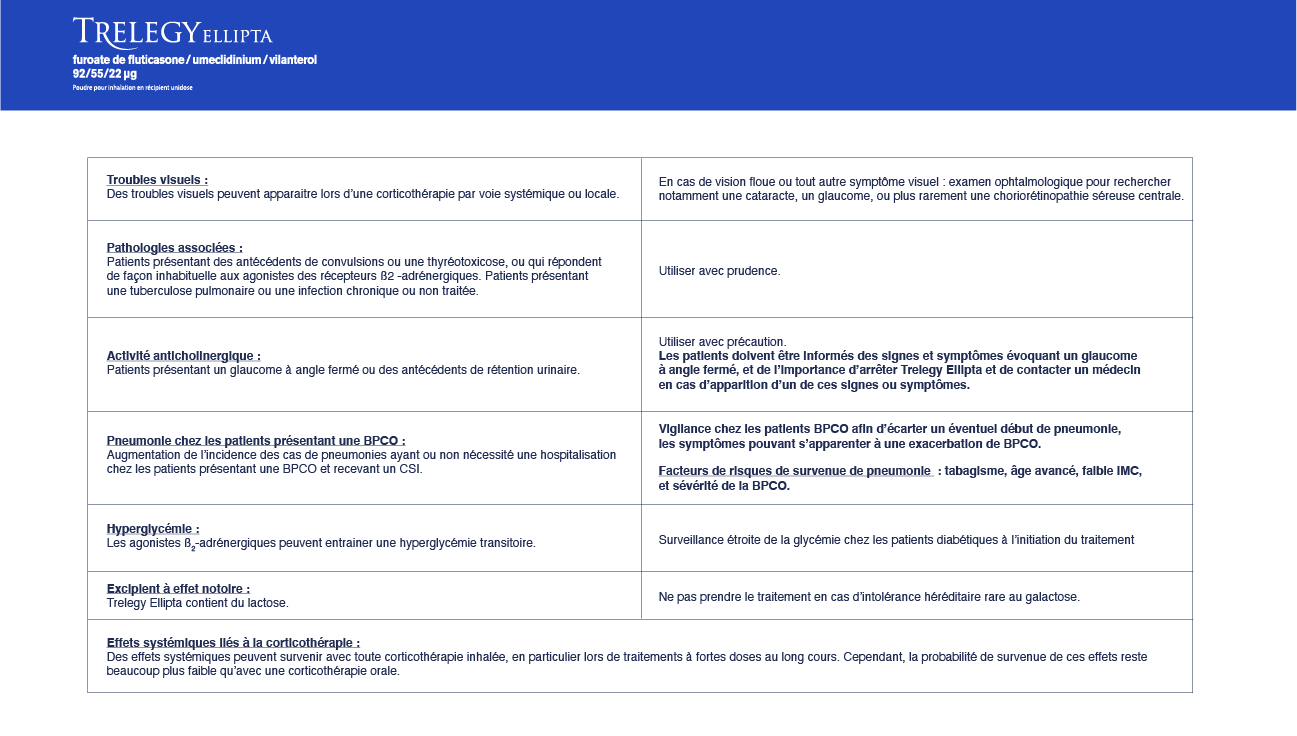 TRELEGY ELLIPTA
furoate de fluticasone / umeclidinium / vilanterol
92/55/22 µg
Poudre pour inhalation en récipient unidose
Troubles visuels :
Des troubles visuels peuvent apparaitre lors d’une corticothérapie par voie systémique ou locale.
En cas de vision floue ou tout autre symptôme visuel : examen ophtalmologique pour rechercher
notamment une cataracte, un glaucome, ou plus rarement une choriorétinopathie séreuse centrale.
Pathologies associées :
Patients présentant des antécédents de convulsions ou une thyréotoxicose, ou qui répondent
de façon inhabituelle aux agonistes des récepteurs ß2 -adrénergiques. Patients présentant
une tuberculose pulmonaire ou une infection chronique ou non traitée.
Utiliser avec prudence.
Activité anticholinergique :
Patients présentant un glaucome à angle fermé ou des antécédents de rétention urinaire.
Utiliser avec précaution.
Les patients doivent être informés des signes et symptômes évoquant un glaucome
à angle fermé, et de l’importance d’arrêter Trelegy Ellipta et de contacter un médecin
en cas d’apparition d’un de ces signes ou symptômes.
Pneumonie chez les patients présentant une BPCO :
Augmentation de l’incidence des cas de pneumonies ayant ou non nécessité une hospitalisation
chez les patients présentant une BPCO et recevant un CSI.
Vigilance chez les patients BPCO afin d’écarter un éventuel début de pneumonie,
les symptômes pouvant s’apparenter à une exacerbation de BPCO.
Facteurs de risques de survenue de pneumonie : tabagisme, âge avancé, faible IMC,
et sévérité de la BPCO.
Hyperglycémie :
Les agonistes ß2-adrénergiques peuvent entrainer une hyperglycémie transitoire.
Surveillance étroite de la glycémie chez les patients diabétiques à l’initiation du traitement
Excipient à effet notoire :
Trelegy Ellipta contient du lactose.
Ne pas prendre le traitement en cas d’intolérance héréditaire rare au galactose.
Effets systémiques liés à la corticothérapie :
Des effets systémiques peuvent survenir avec toute corticothérapie inhalée, en particulier lors de traitements à fortes doses au long cours. Cependant, la probabilité de survenue de ces effets reste
beaucoup plus faible qu’avec une corticothérapie orale.